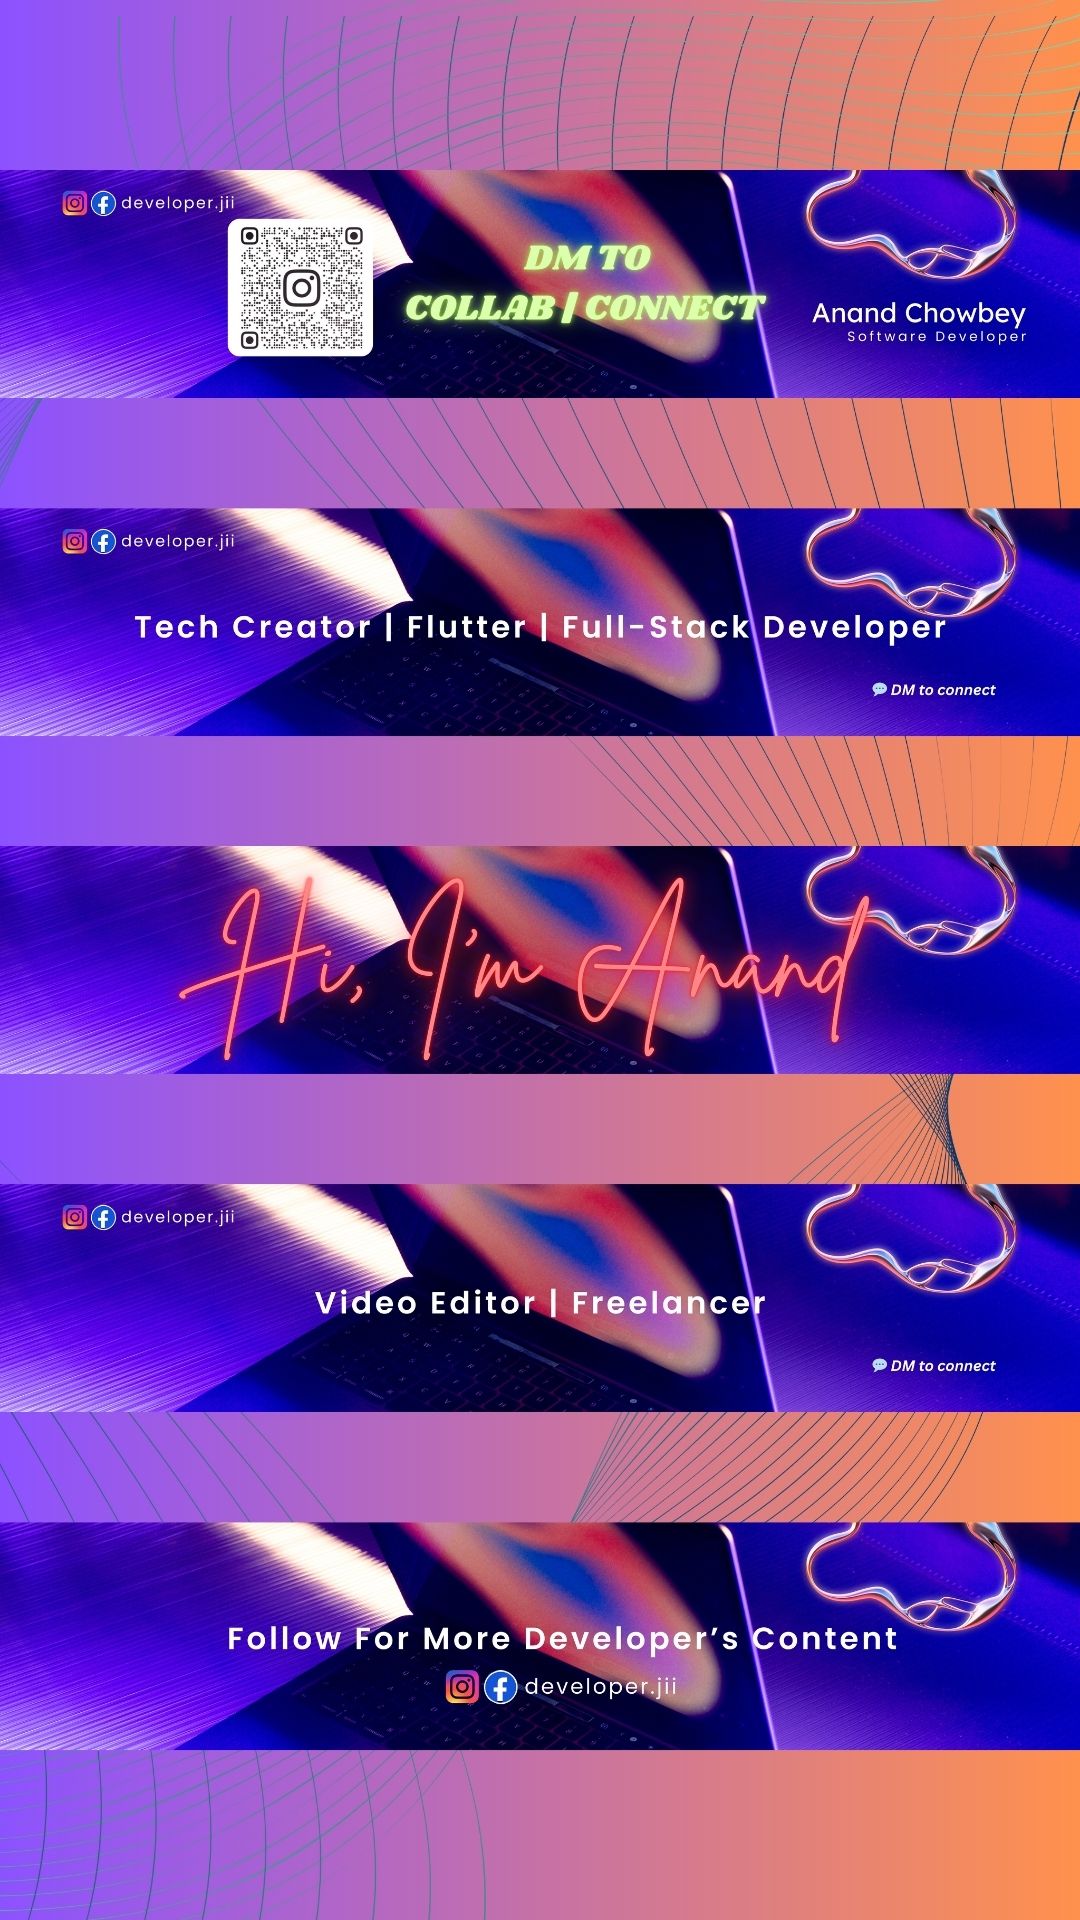 developer.jii
DM TO
COLLAB | CONNECT
Anand Chowbey
Software Developer
developer.jii
Tech Creator | Flutter | Full-Stack Developer
💬 DM to connect
Hi, I'm Anand
developer.jii
Video Editor | Freelancer
💬 DM to connect
Follow For More Developer’s Content
developer.jii